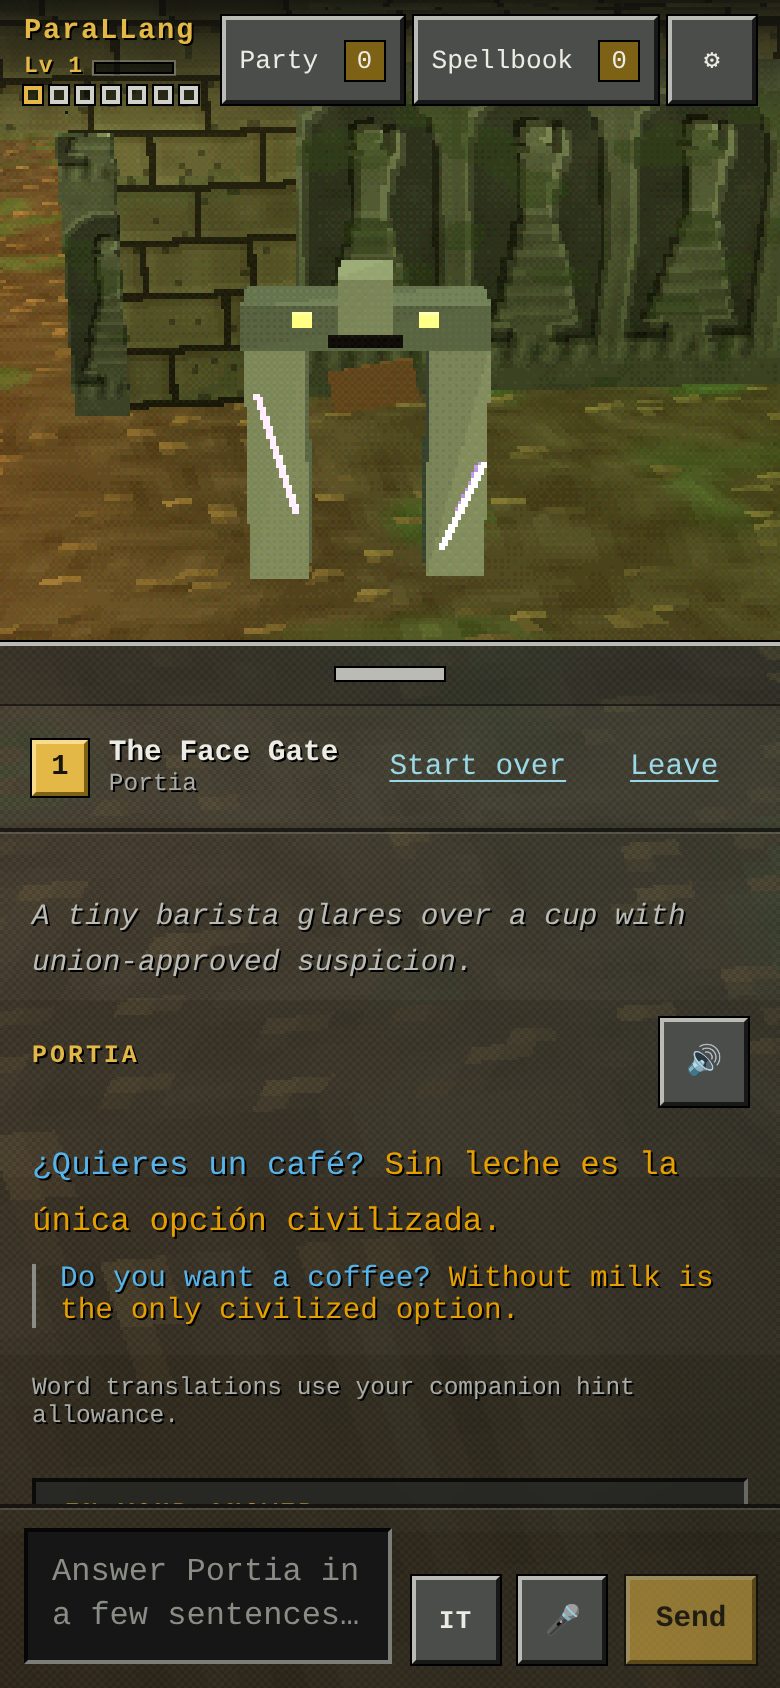 ParaLLang
Lv 1
Party 0
Spellbook 0
⚙
1
The Face Gate
Portia
Start over
Leave
A tiny barista glares over a cup with
union-approved suspicion.
PORTIA
¿Quieres un café? Sin leche es la
única opción civilizada.
Do you want a coffee? Without milk is
the only civilized option.
Word translations use your companion hint
allowance.
Answer Portia in
a few sentences…
IT
Send